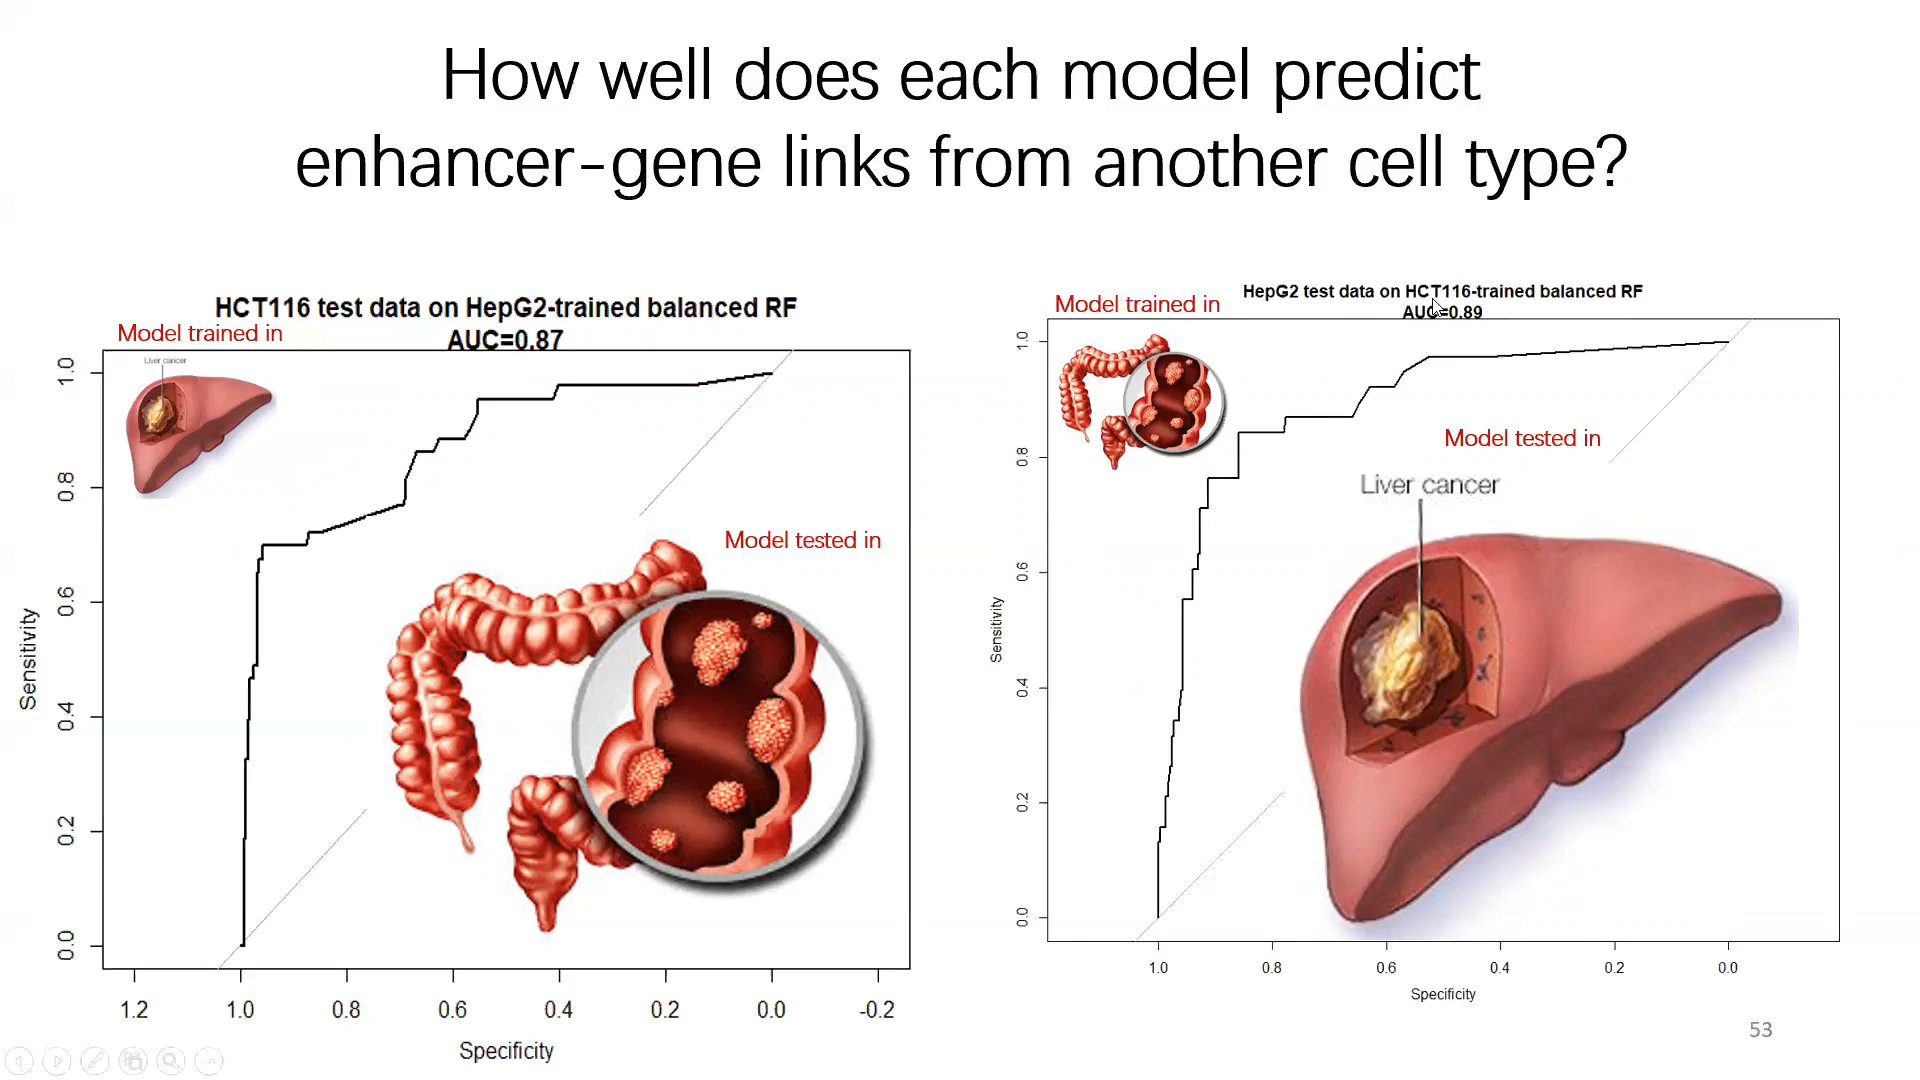 How well does each model predict
enhancer-gene links from another cell type?
HCT116 test data on HepG2-trained balanced RF
AUC=0.87
Model trained in
Liver cancer
Model tested in
1.0
0.8
0.6
0.4
0.2
0.0
Sensitivity
1.2 1.0 0.8 0.6 0.4 0.2 0.0 -0.2
Specificity
HepG2 test data on HCT116-trained balanced RF
AUC=0.89
Model trained in
Model tested in
Liver cancer
1.0
0.8
0.6
0.4
0.2
0.0
Sensitivity
1.0 0.8 0.6 0.4 0.2 0.0
Specificity
53